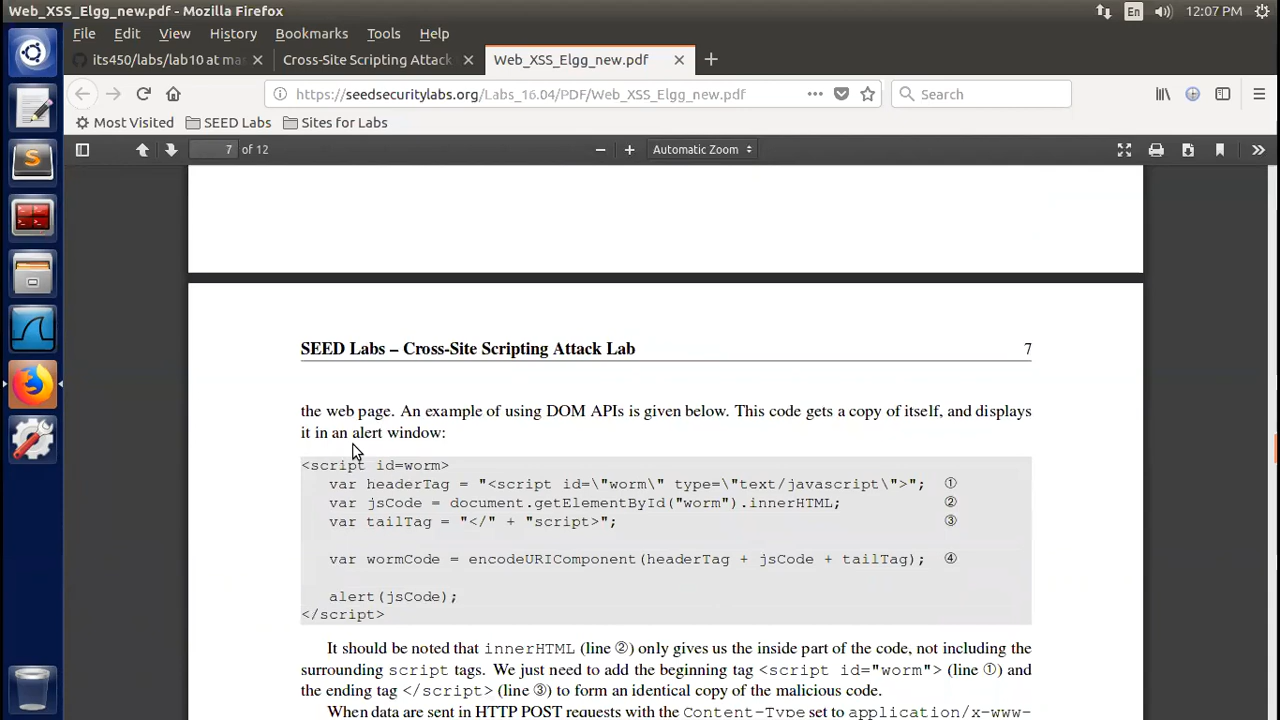 Web_XSS_Elgg_new.pdf - Mozilla Firefox
En 12:07 PM
File Edit View History Bookmarks Tools Help
its450/labs/lab10 at ma
Cross-Site Scripting Attack
Web_XSS_Elgg_new.pdf
https://seedsecuritylabs.org/Labs_16.04/PDF/Web_XSS_Elgg_new.pdf
Search
Most Visited SEED Labs Sites for Labs
7 of 12
Automatic Zoom
SEED Labs – Cross-Site Scripting Attack Lab 7
the web page. An example of using DOM APIs is given below. This code gets a copy of itself, and displays
it in an alert window:
<script id=worm>
var headerTag = "<script id=\"worm\" type=\"text/javascript\">"; ①
var jsCode = document.getElementById("worm").innerHTML; ②
var tailTag = "</" + "script>"; ③
var wormCode = encodeURIComponent(headerTag + jsCode + tailTag); ④
alert(jsCode);
</script>
It should be noted that innerHTML (line ②) only gives us the inside part of the code, not including the
surrounding script tags. We just need to add the beginning tag <script id="worm"> (line ①) and
the ending tag </script> (line ③) to form an identical copy of the malicious code.
When data are sent in HTTP POST requests with the Content-Type set to application/x-www-